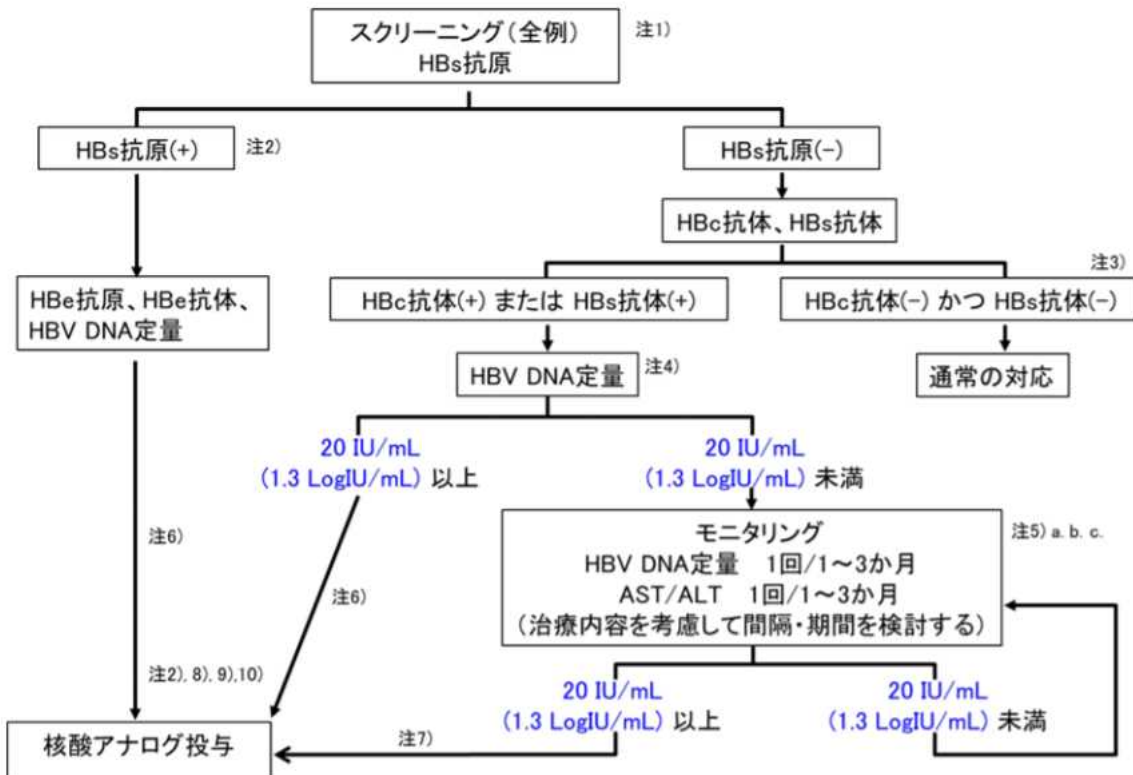 スクリーニング(全例)
HBs抗原
注1)
HBs抗原(+)
注2)
HBs抗原(-)
HBc抗体、HBs抗体
注3)
HBe抗原、HBe抗体、
HBV DNA定量
HBc抗体(+) または HBs抗体(+)
HBc抗体(-) かつ HBs抗体(-)
HBV DNA定量
注4)
通常の対応
20 IU/mL
(1.3 LogIU/mL) 以上
20 IU/mL
(1.3 LogIU/mL) 未満
注6)
注6)
モニタリング
HBV DNA定量 1回/1〜3か月
AST/ALT 1回/1〜3か月
(治療内容を考慮して間隔・期間を検討する)
注5) a. b. c.
注2), 8), 9),10)
20 IU/mL
(1.3 LogIU/mL) 以上
20 IU/mL
(1.3 LogIU/mL) 未満
核酸アナログ投与
注7)